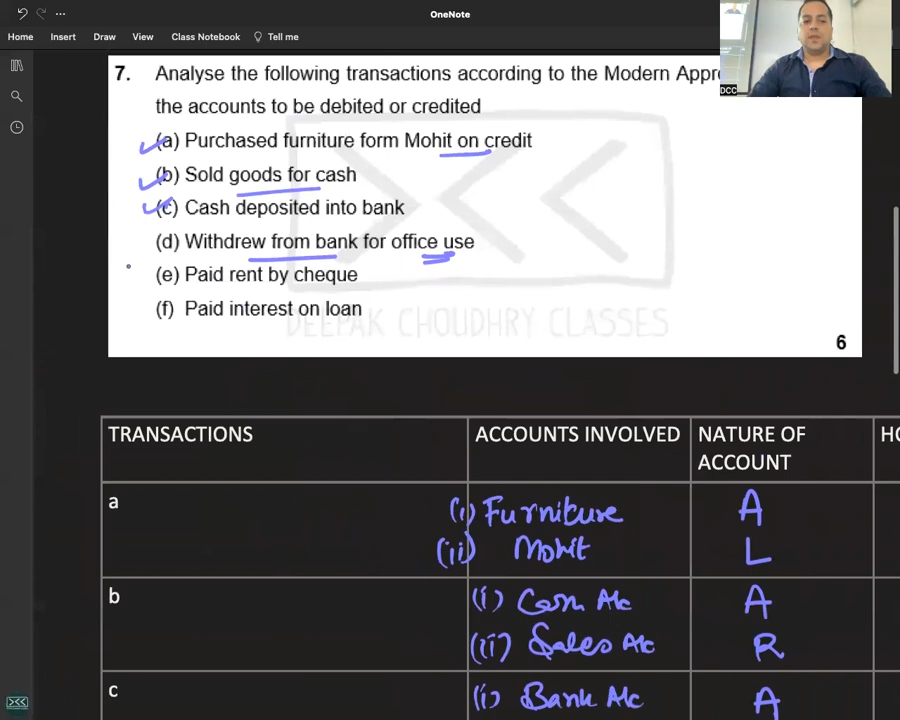 OneNote
Home Insert Draw View Class Notebook Tell me
DCC
7. Analyse the following transactions according to the Modern Appro
the accounts to be debited or credited
(a) Purchased furniture form Mohit on credit
(b) Sold goods for cash
(c) Cash deposited into bank
(d) Withdrew from bank for office use
(e) Paid rent by cheque
(f) Paid interest on loan
DEEPAK CHOUDHRY CLASSES
6
TRANSACTIONS ACCOUNTS INVOLVED NATURE OF HO
ACCOUNT
a (i) Furniture A
(ii) Mohit L
b (i) Cash A/c A
(ii) Sales A/c R
c (i) Bank A/c A